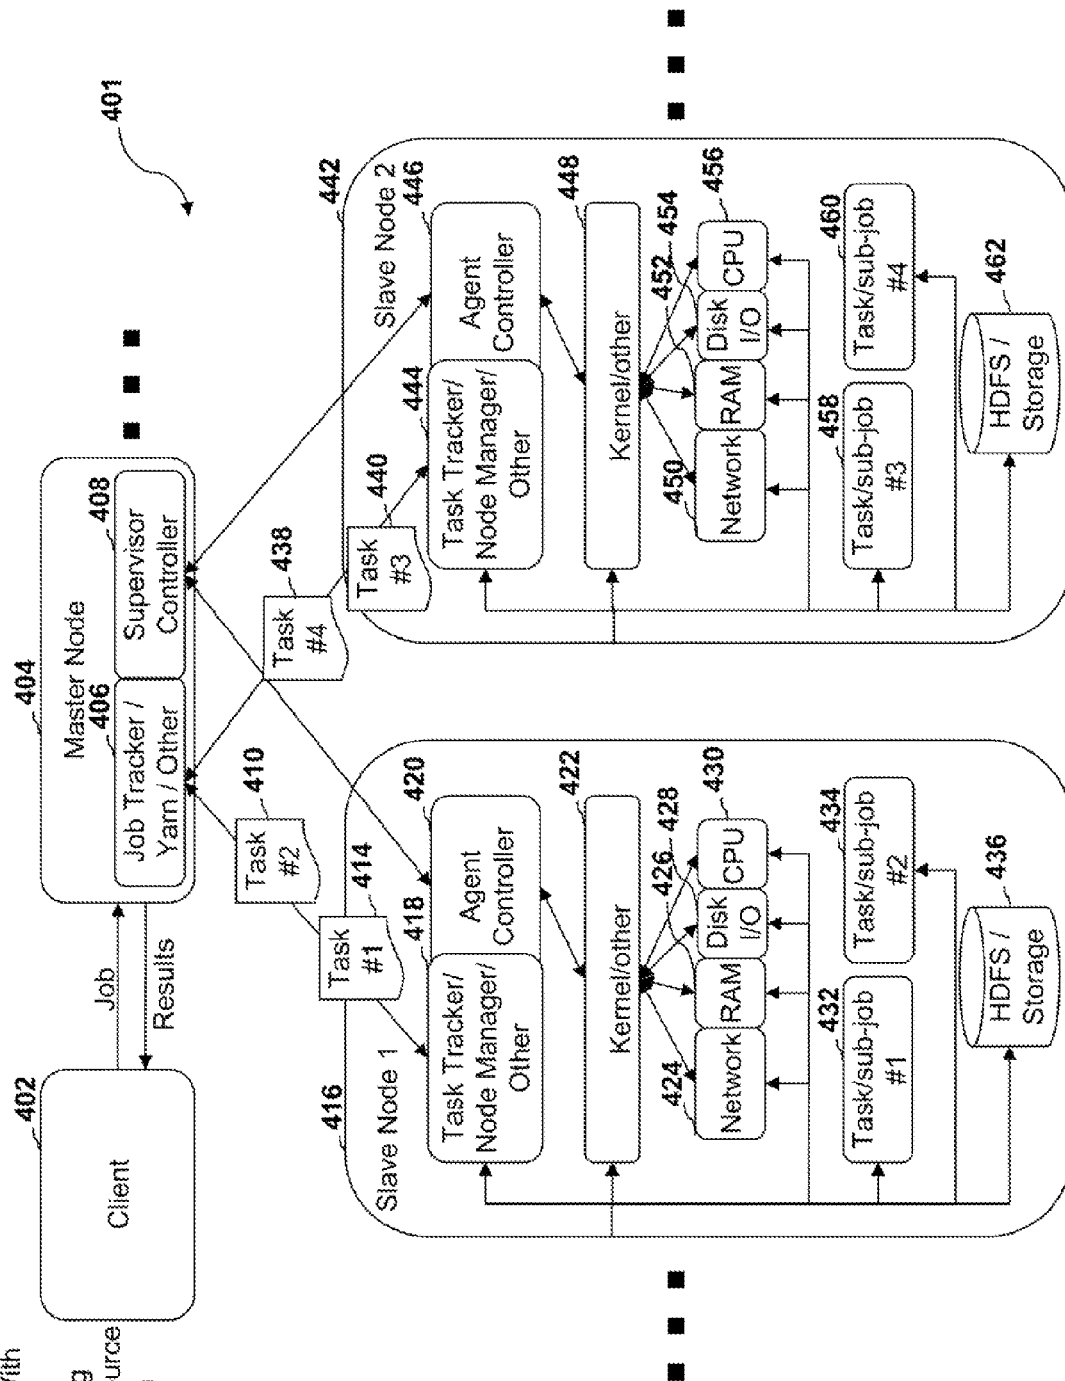 With
g
urce
402
Client
Job
Results
404
Master Node
406
Job Tracker /
Yarn / Other
408
Supervisor
Controller
401
410
Task
#2
414
Task
#1
438
Task
#4
440
Task
#3
416
Slave Node 1
418
Task Tracker/
Node Manager/
Other
420
Agent
Controller
422
Kernel/other
424
Network
426
RAM
428
Disk
I/O
430
CPU
432
Task/sub-job
#1
434
Task/sub-job
#2
436
HDFS /
Storage
442
Slave Node 2
444
Task Tracker/
Node Manager/
Other
446
Agent
Controller
448
Kernel/other
450
Network
452
RAM
454
Disk
I/O
456
CPU
458
Task/sub-job
#3
460
Task/sub-job
#4
462
HDFS /
Storage